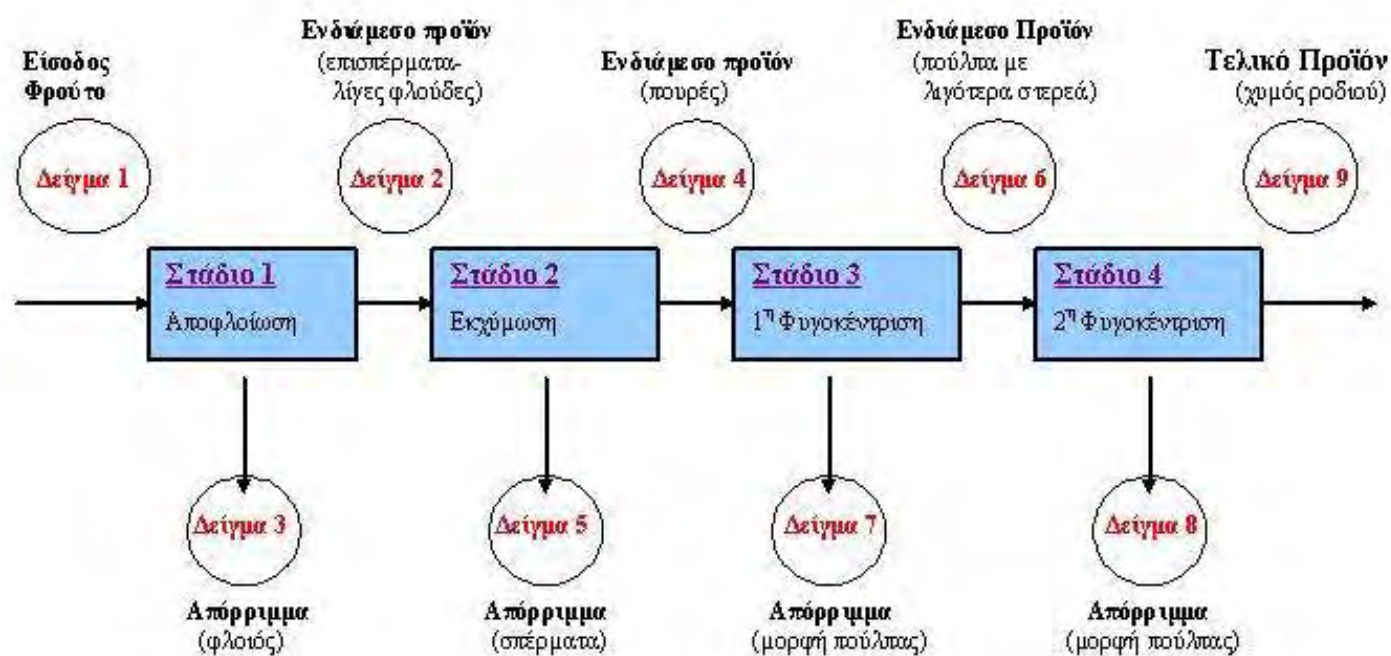 Είσοδος
Φρούτο
Ενδιάμεσο προϊόν
(επισπέρματα-
λίγες φλούδες)
Ενδιάμεσο προϊόν
(πουρές)
Ενδιάμεσο Προϊόν
(πούλπα με
λιγότερα στερεά)
Τελικό Προϊόν
(χυμός ροδιού)
Δείγμα 1
Δείγμα 2
Δείγμα 4
Δείγμα 6
Δείγμα 9
Στάδιο 1
Αποφλοίωση
Στάδιο 2
Εκχύμωση
Στάδιο 3
1η Φυγοκέντριση
Στάδιο 4
2η Φυγοκέντριση
Δείγμα 3
Δείγμα 5
Δείγμα 7
Δείγμα 8
Απόρριμμα
(φλοιός)
Απόρριμμα
(σπέρματα)
Απόρριμμα
(μορφή πούλπας)
Απόρριμμα
(μορφή πούλπας)